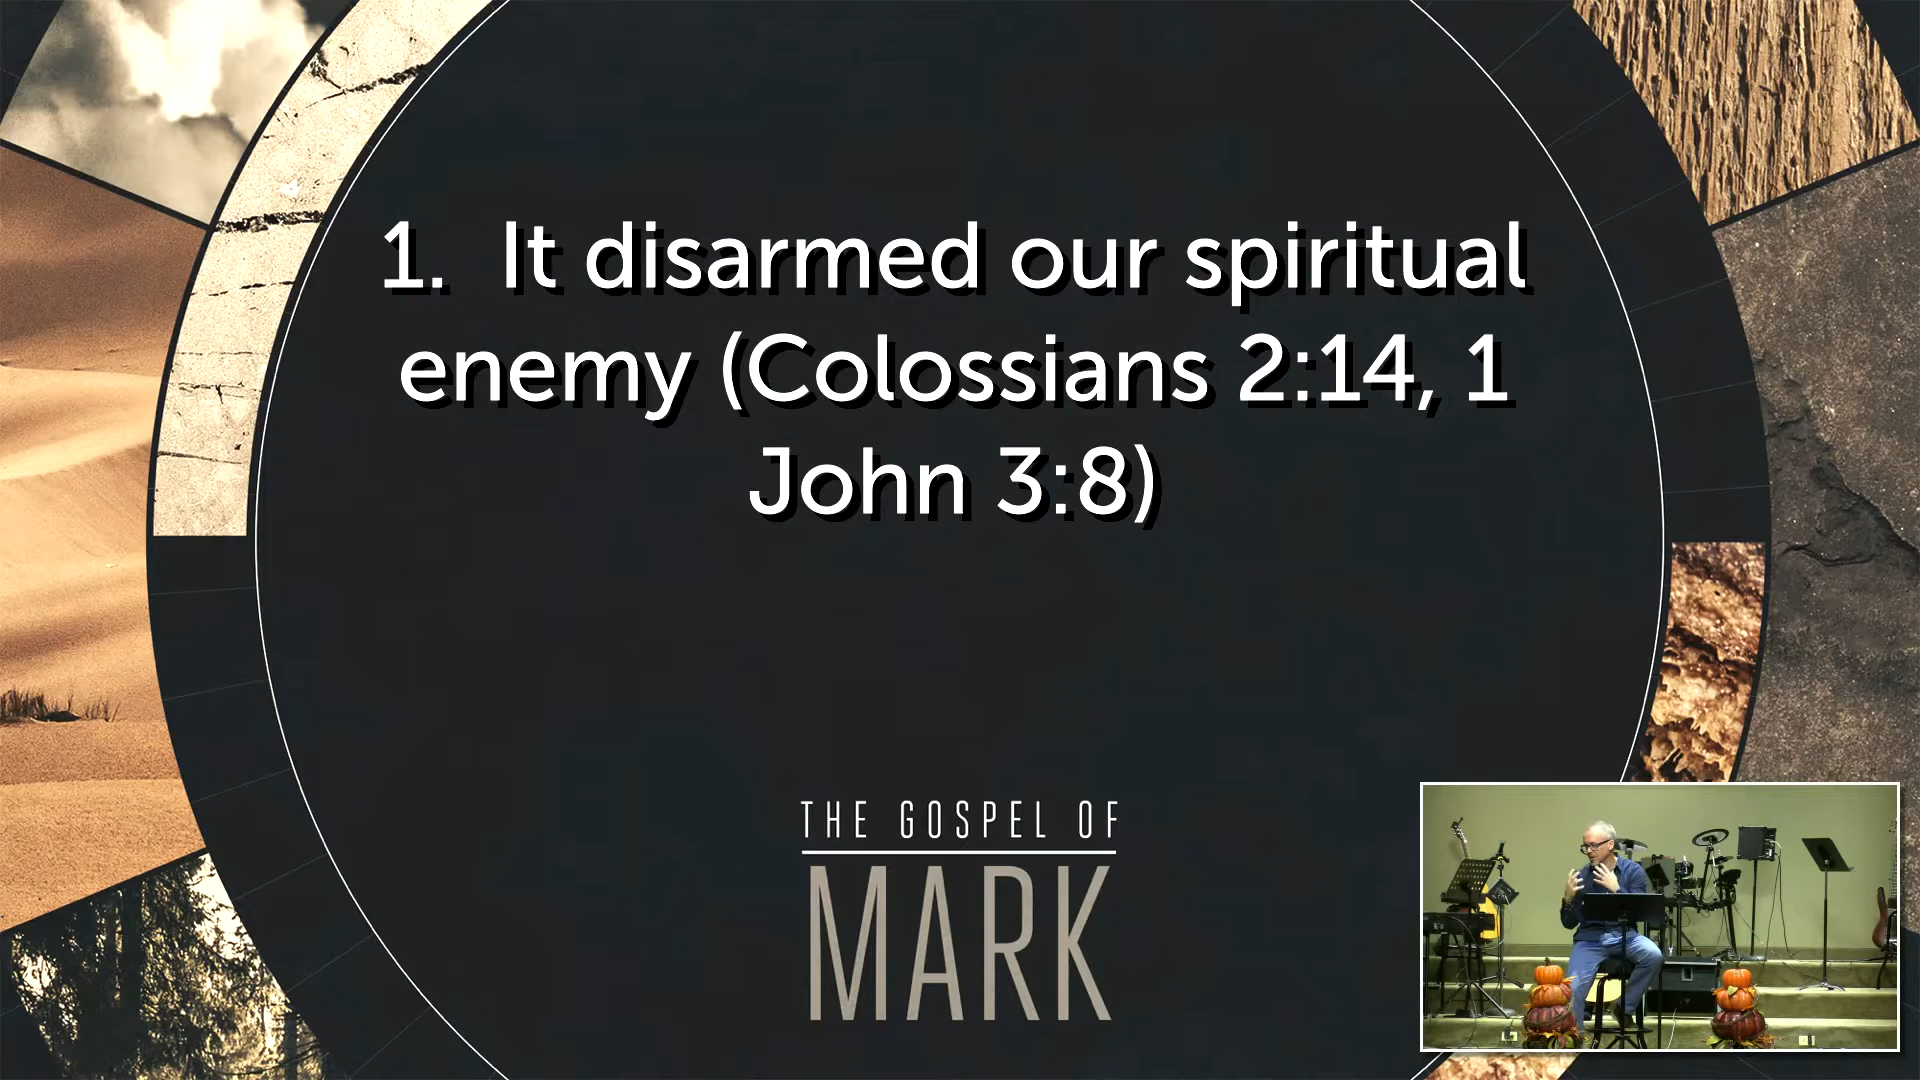 1. It disarmed our spiritual
enemy (Colossians 2:14, 1
John 3:8)
THE GOSPEL OF
MARK